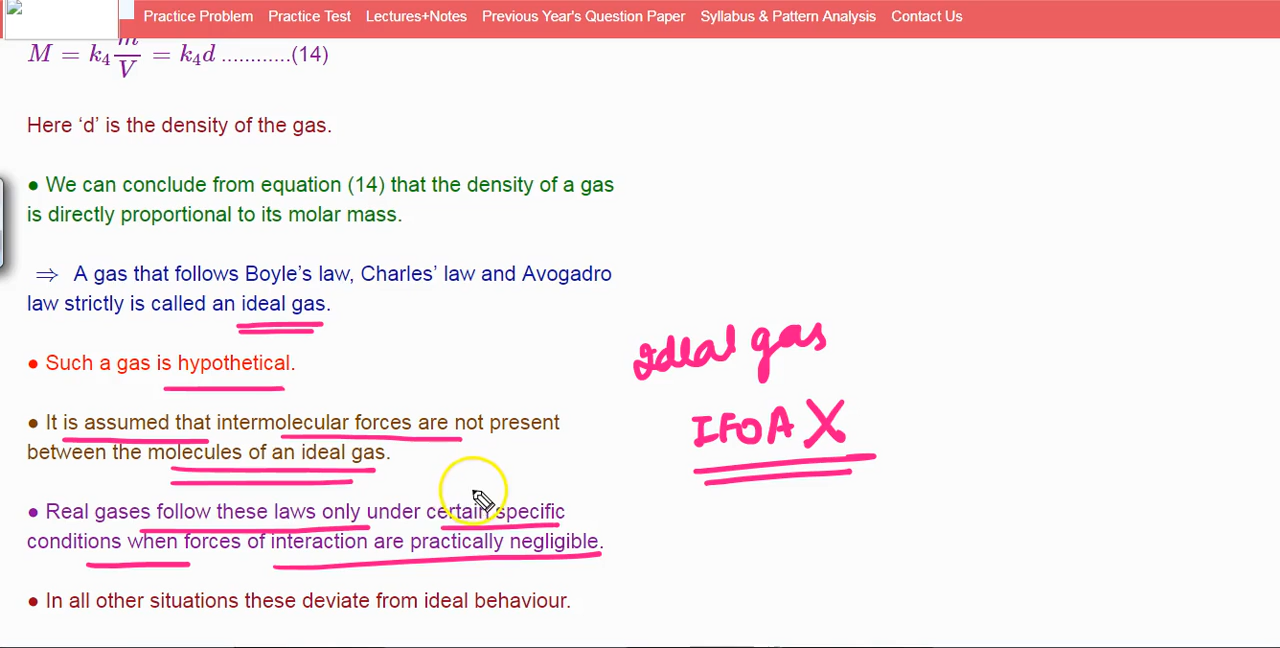 Practice Problem Practice Test Lectures+Notes Previous Year's Question Paper Syllabus & Pattern Analysis Contact Us
M = k₄ m/V = k₄d ............(14)
Here ‘d’ is the density of the gas.
● We can conclude from equation (14) that the density of a gas
is directly proportional to its molar mass.
⇒ A gas that follows Boyle’s law, Charles’ law and Avogadro
law strictly is called an ideal gas.
● Such a gas is hypothetical.
Ideal gas
● It is assumed that intermolecular forces are not present
IFOA X
between the molecules of an ideal gas.
● Real gases follow these laws only under certain specific
conditions when forces of interaction are practically negligible.
● In all other situations these deviate from ideal behaviour.